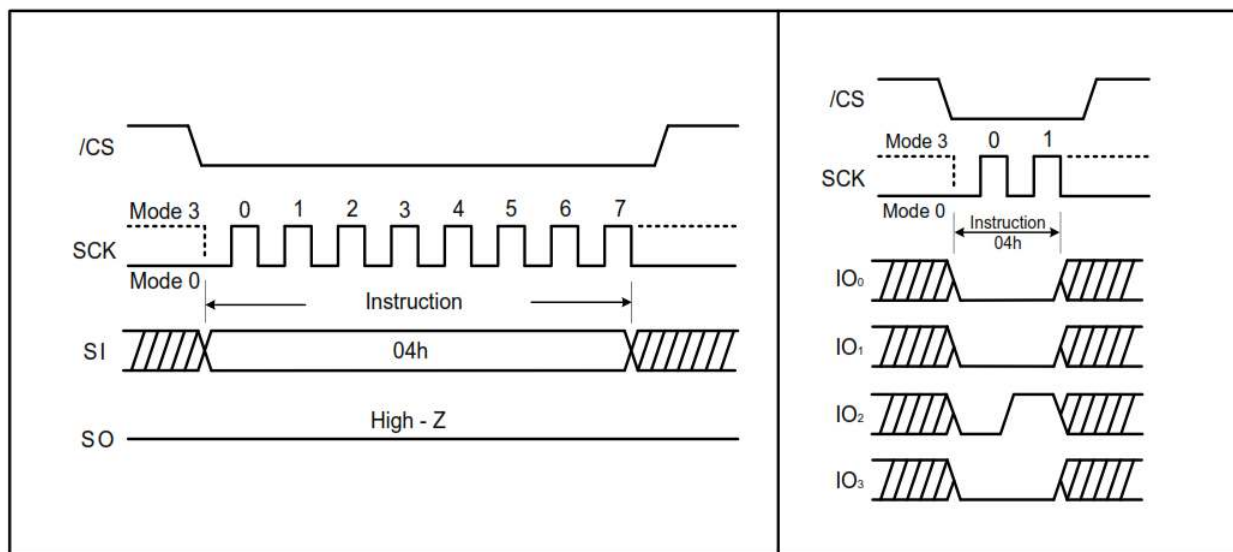 /CS
Mode 3
0 1 2 3 4 5 6 7
SCK
Mode 0
Instruction
SI
04h
High - Z
SO
/CS
Mode 3
0 1
SCK
Mode 0
Instruction
04h
IO₀
IO₁
IO₂
IO₃